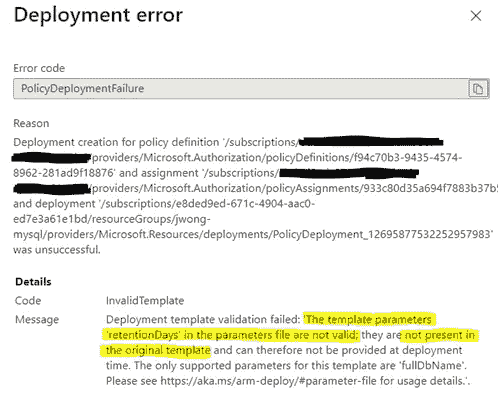 Deployment error
Error code
PolicyDeploymentFailure
Reason
Deployment creation for policy definition '/subscriptions/
/providers/Microsoft.Authorization/policyDefinitions/f94c70b3-9435-4574-
8962-281ad9f18876' and assignment '/subscriptions/
/providers/Microsoft.Authorization/policyAssignments/933c80d35a694f7883b37b5
and deployment '/subscriptions/e8ded9ed-671c-4904-aac0-
ed7e3a61e1bd/resourceGroups/jwong-
mysql/providers/Microsoft.Resources/deployments/PolicyDeployment_12695877532252957983'
was unsuccessful.
Details
Code InvalidTemplate
Message Deployment template validation failed: 'The template parameters
'retentionDays' in the parameters file are not valid; they are not present in
the original template and can therefore not be provided at deployment
time. The only supported parameters for this template are 'fullDbName'.
Please see https://aka.ms/arm-deploy/#parameter-file for usage details.'.